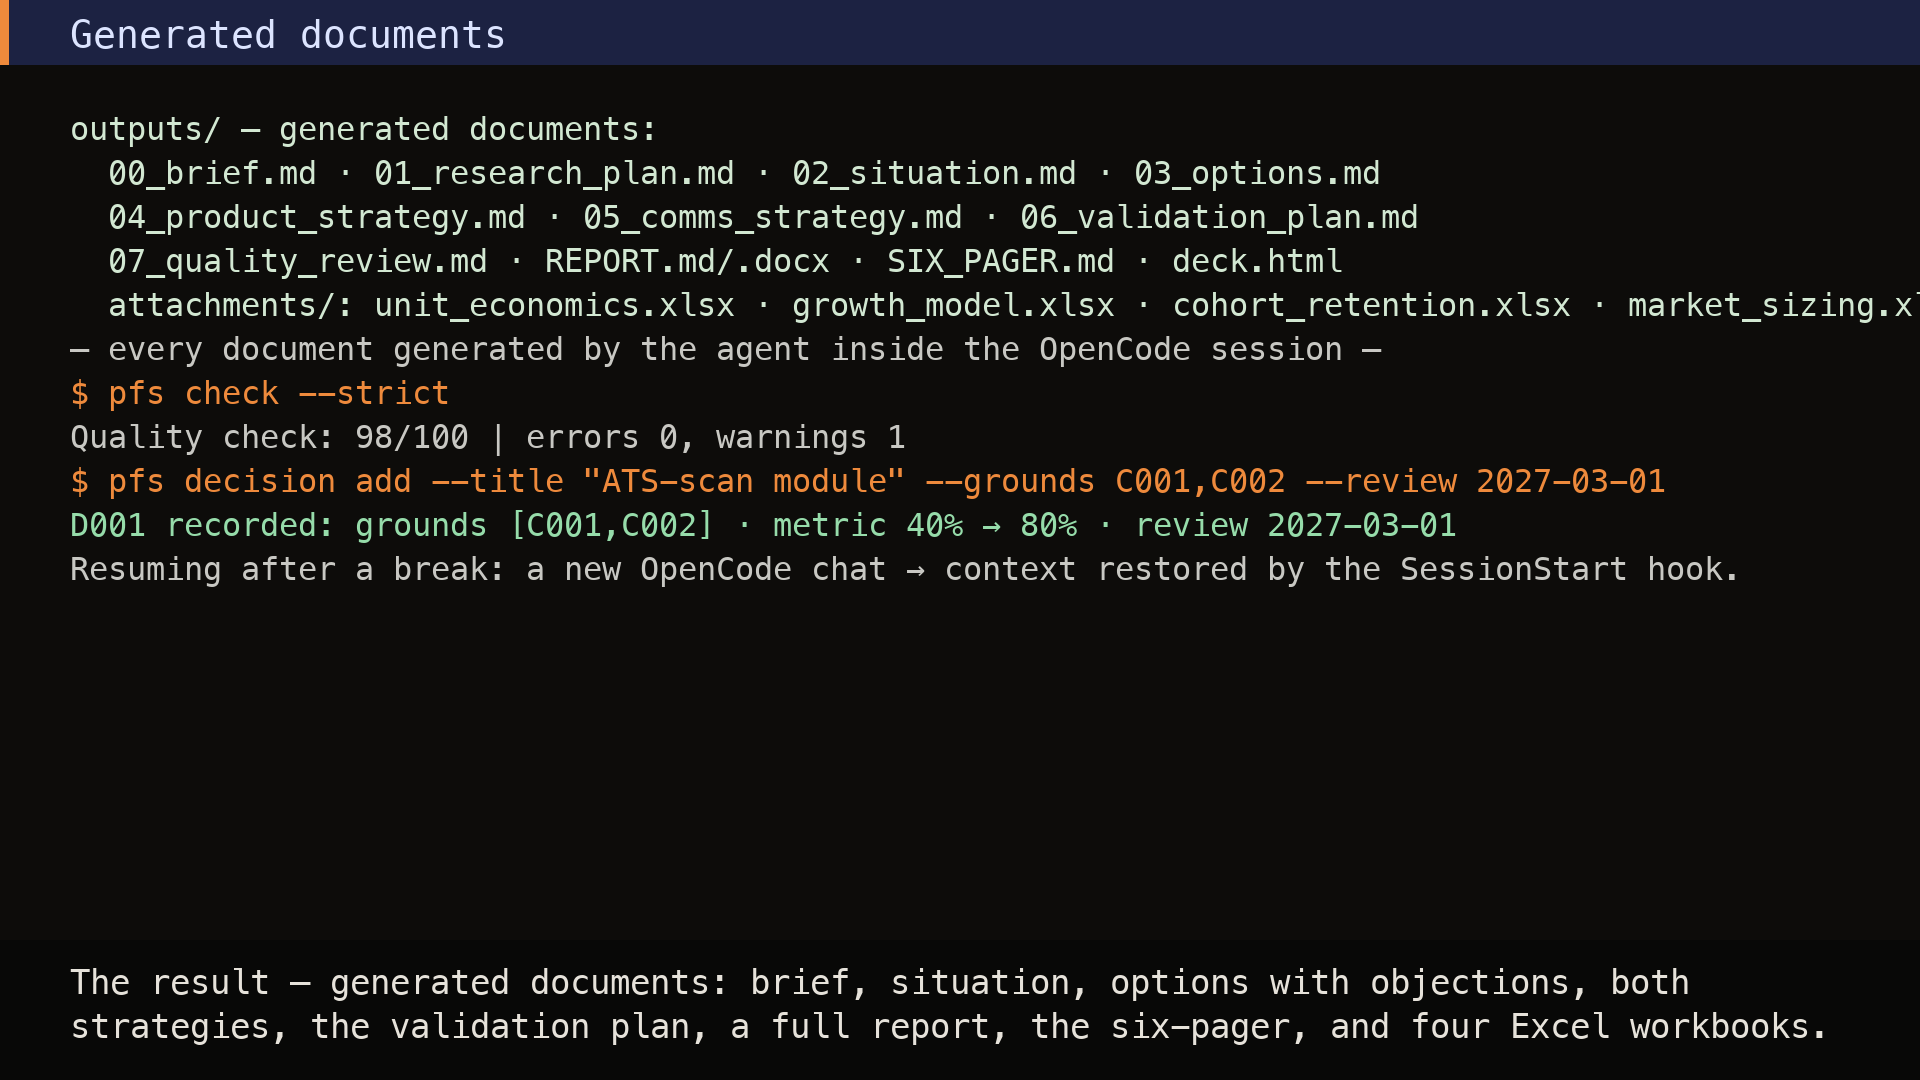 Generated documents
outputs/ — generated documents:
00_brief.md · 01_research_plan.md · 02_situation.md · 03_options.md
04_product_strategy.md · 05_comms_strategy.md · 06_validation_plan.md
07_quality_review.md · REPORT.md/.docx · SIX_PAGER.md · deck.html
attachments/: unit_economics.xlsx · growth_model.xlsx · cohort_retention.xlsx · market_sizing.xl
— every document generated by the agent inside the OpenCode session —
$ pfs check --strict
Quality check: 98/100 | errors 0, warnings 1
$ pfs decision add --title "ATS-scan module" --grounds C001,C002 --review 2027-03-01
D001 recorded: grounds [C001,C002] · metric 40% → 80% · review 2027-03-01
Resuming after a break: a new OpenCode chat → context restored by the SessionStart hook.
The result — generated documents: brief, situation, options with objections, both
strategies, the validation plan, a full report, the six-pager, and four Excel workbooks.